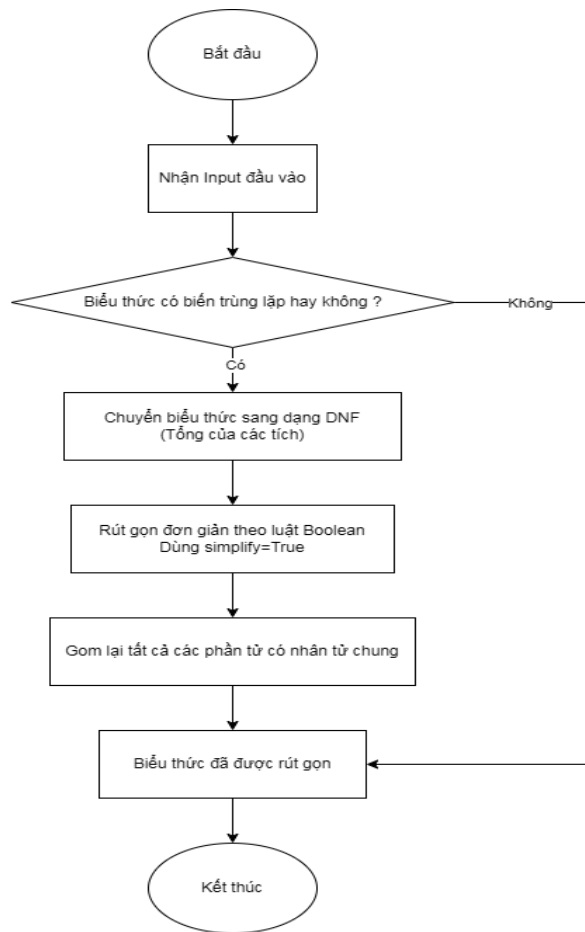 Bắt đầu
Nhận Input đầu vào
Biểu thức có biến trùng lặp hay không ?
Không
Có
Chuyển biểu thức sang dạng DNF
(Tổng của các tích)
Rút gọn đơn giản theo luật Boolean
Dùng simplify=True
Gom lại tất cả các phần tử có nhân tử chung
Biểu thức đã được rút gọn
Kết thúc